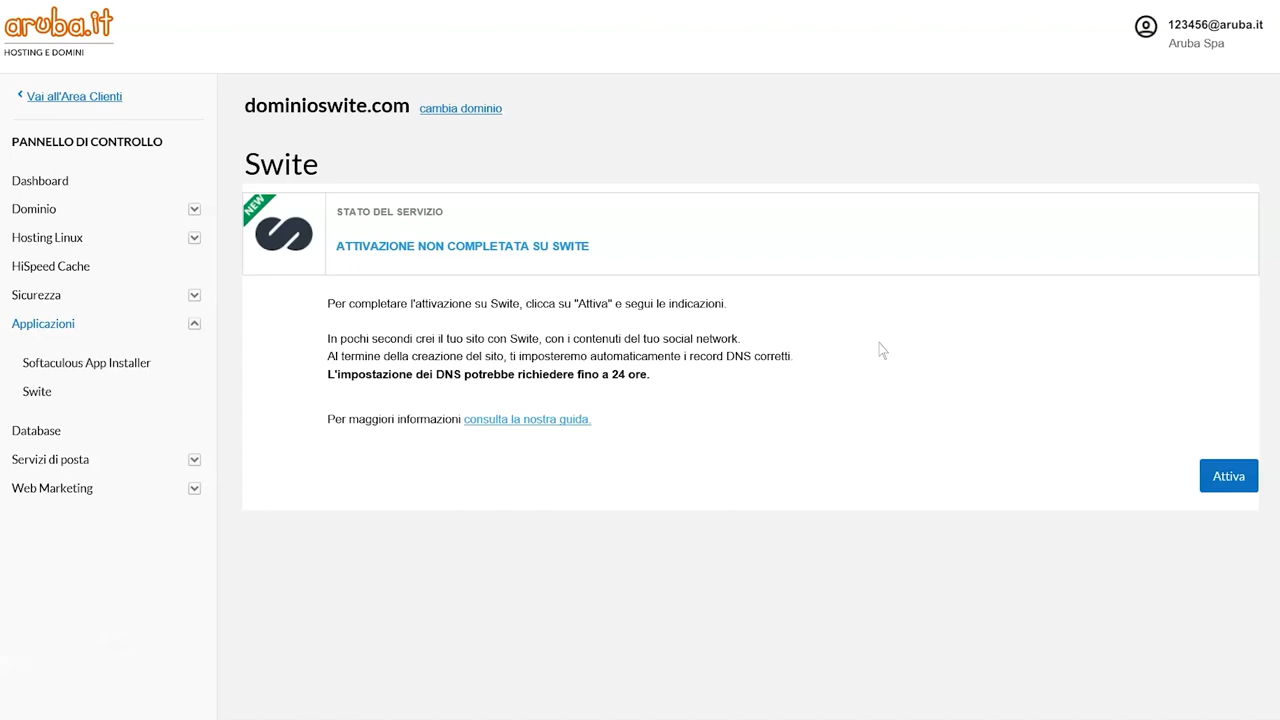 aruba.it
HOSTING E DOMINI
123456@aruba.it
Aruba Spa
Vai all'Area Clienti
PANNELLO DI CONTROLLO
Dashboard
Dominio
Hosting Linux
HiSpeed Cache
Sicurezza
Applicazioni
Softaculous App Installer
Swite
Database
Servizi di posta
Web Marketing
dominioswite.com cambia dominio
Swite
NEW
STATO DEL SERVIZIO
ATTIVAZIONE NON COMPLETATA SU SWITE
Per completare l'attivazione su Swite, clicca su "Attiva" e segui le indicazioni.
In pochi secondi crei il tuo sito con Swite, con i contenuti del tuo social network.
Al termine della creazione del sito, ti imposteremo automaticamente i record DNS corretti.
L'impostazione dei DNS potrebbe richiedere fino a 24 ore.
Per maggiori informazioni consulta la nostra guida.
Attiva